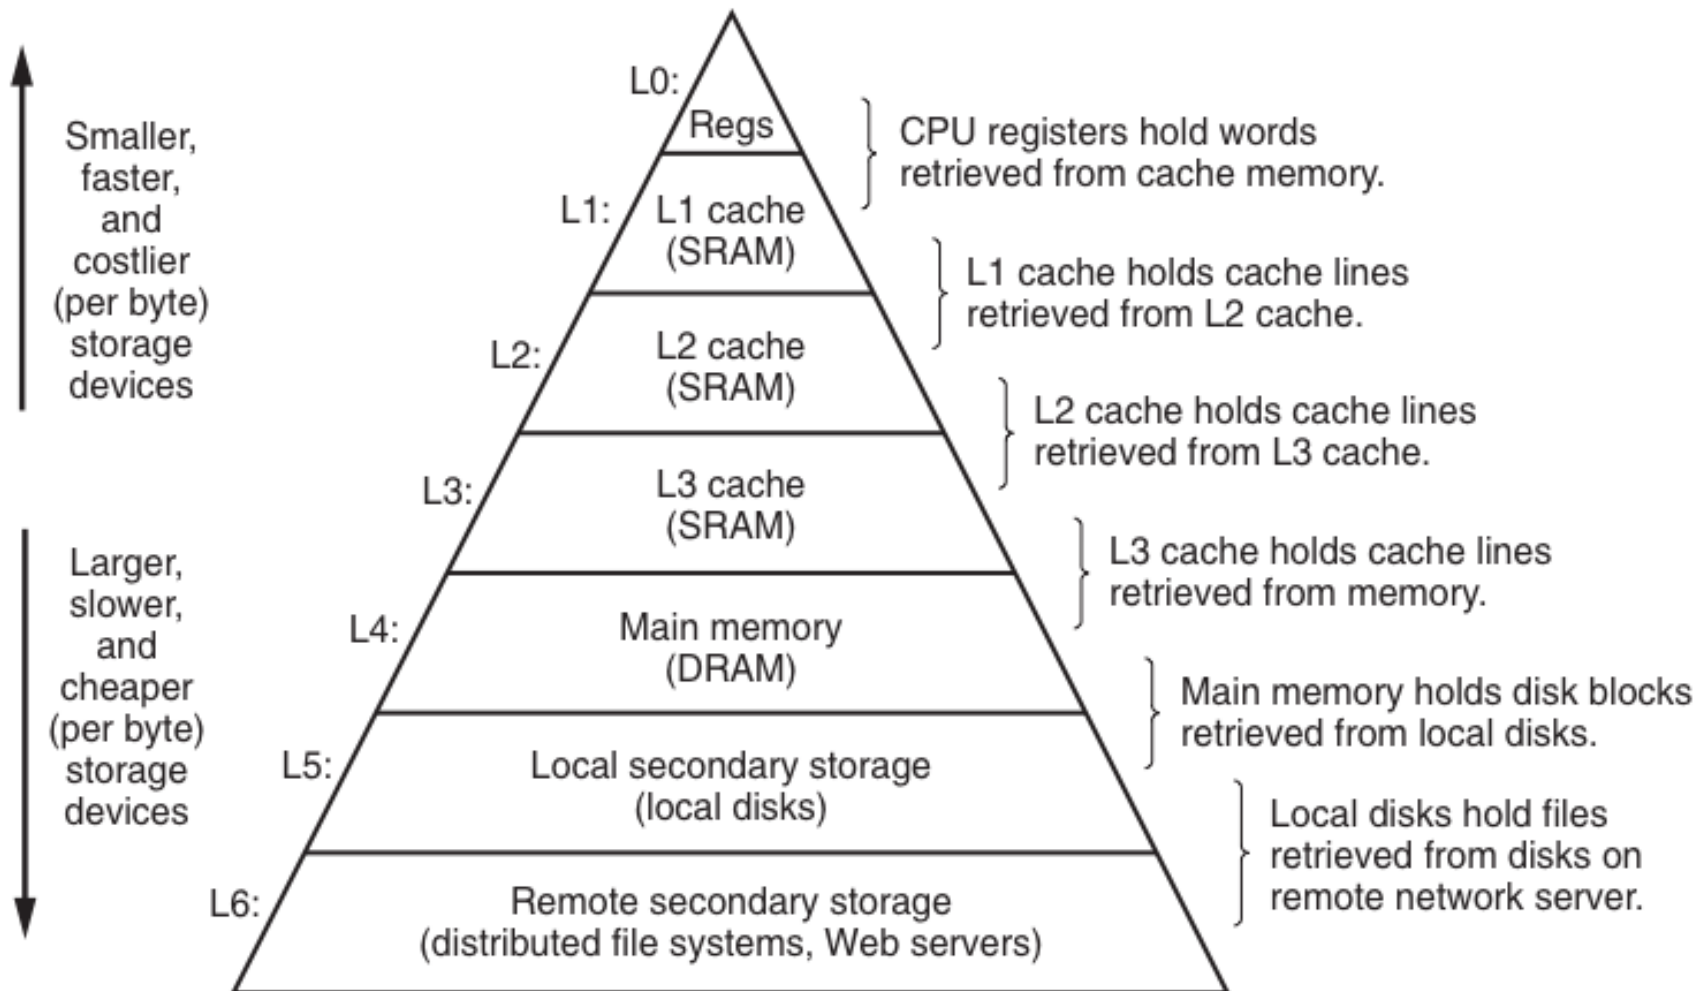 Smaller,
faster,
and
costlier
(per byte)
storage
devices
Larger,
slower,
and
cheaper
(per byte)
storage
devices
L0:
Regs
L1:
L1 cache
(SRAM)
L2:
L2 cache
(SRAM)
L3:
L3 cache
(SRAM)
L4:
Main memory
(DRAM)
L5:
Local secondary storage
(local disks)
L6:
Remote secondary storage
(distributed file systems, Web servers)
CPU registers hold words
retrieved from cache memory.
L1 cache holds cache lines
retrieved from L2 cache.
L2 cache holds cache lines
retrieved from L3 cache.
L3 cache holds cache lines
retrieved from memory.
Main memory holds disk blocks
retrieved from local disks.
Local disks hold files
retrieved from disks on
remote network server.